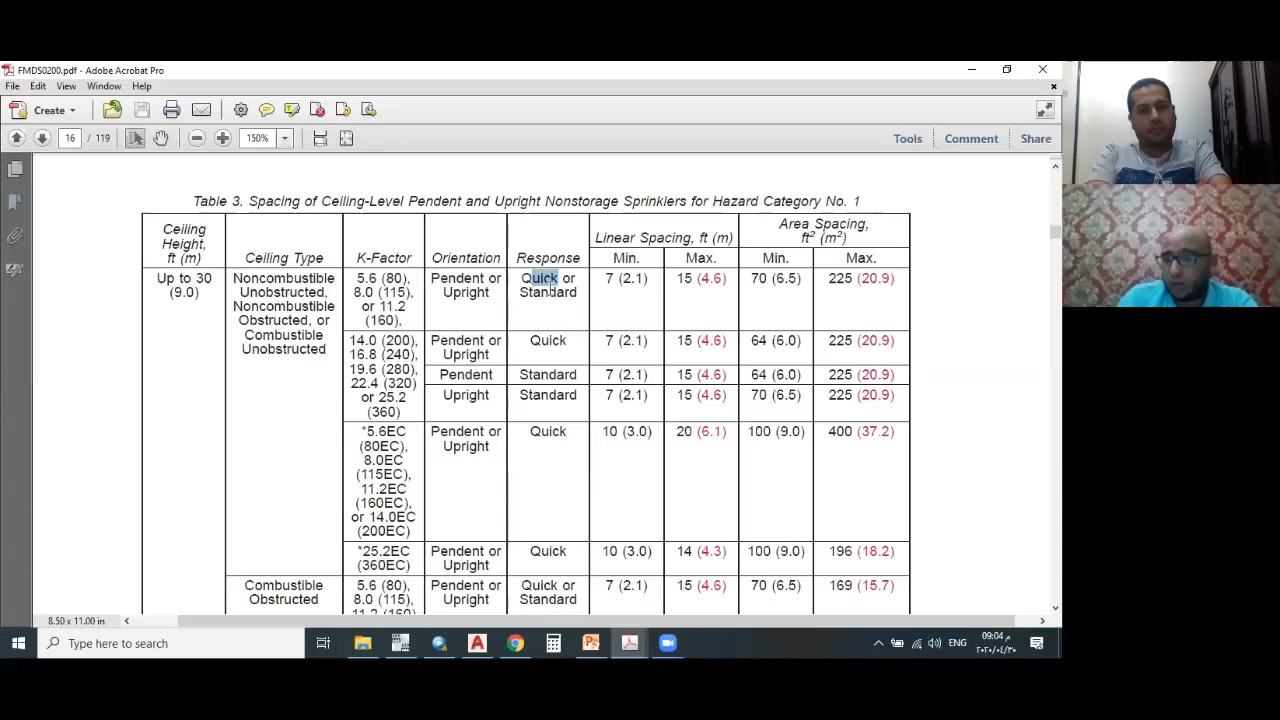 FMDS0200.pdf - Adobe Acrobat Pro
File Edit View Window Help
Create
16 / 119 150% Tools Comment Share
Table 3. Spacing of Ceiling-Level Pendent and Upright Nonstorage Sprinklers for Hazard Category No. 1
Ceiling Height, ft (m) Ceiling Type K-Factor Orientation Response Linear Spacing, ft (m) Area Spacing, ft² (m²)
Min. Max. Min. Max.
Up to 30 (9.0) Noncombustible Unobstructed, Noncombustible Obstructed, or Combustible Unobstructed 5.6 (80), 8.0 (115), or 11.2 (160), Pendent or Upright Quick or Standard 7 (2.1) 15 (4.6) 70 (6.5) 225 (20.9)
14.0 (200), 16.8 (240), 19.6 (280), 22.4 (320) or 25.2 (360) Pendent or Upright Quick 7 (2.1) 15 (4.6) 64 (6.0) 225 (20.9)
Pendent Standard 7 (2.1) 15 (4.6) 64 (6.0) 225 (20.9)
Upright Standard 7 (2.1) 15 (4.6) 70 (6.5) 225 (20.9)
*5.6EC (80EC), 8.0EC (115EC), 11.2EC (160EC), or 14.0EC (200EC) Pendent or Upright Quick 10 (3.0) 20 (6.1) 100 (9.0) 400 (37.2)
*25.2EC (360EC) Pendent or Upright Quick 10 (3.0) 14 (4.3) 100 (9.0) 196 (18.2)
Combustible Obstructed 5.6 (80), 8.0 (115), 11.2 (160) Pendent or Upright Quick or Standard 7 (2.1) 15 (4.6) 70 (6.5) 169 (15.7)
8.50 x 11.00 in
Type here to search
ENG
09:04 م
٢٠٢٠/٠٤/٣٠